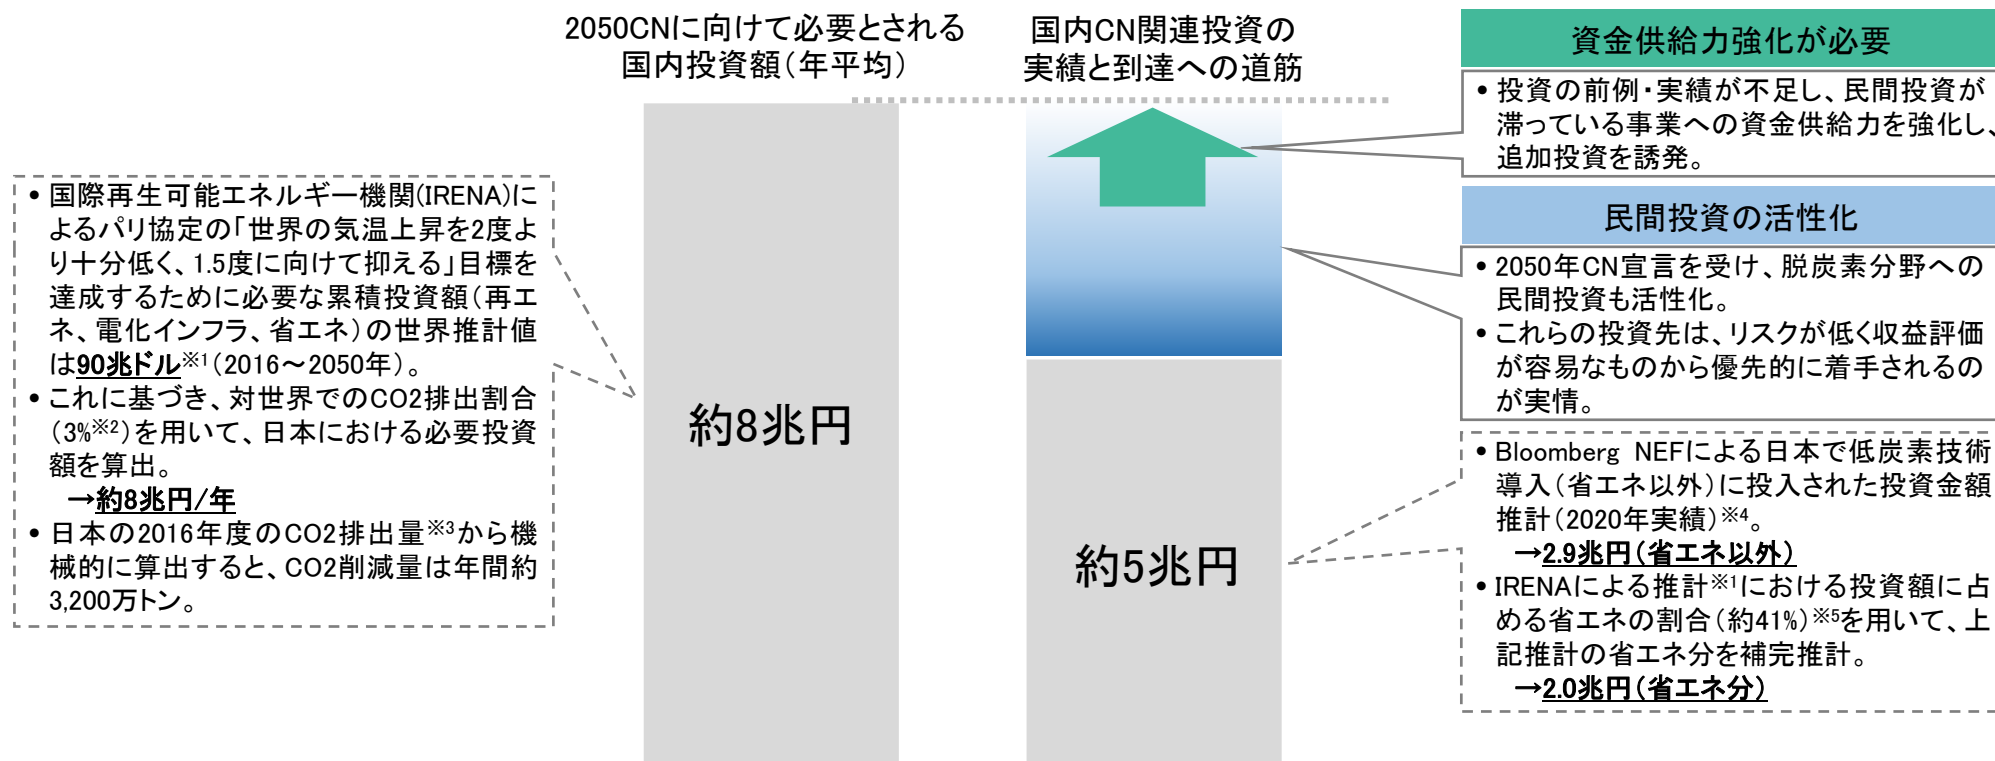 2050CNに向けて必要とされる
国内投資額（年平均）
国内CN関連投資の
実績と到達への道筋
• 国際再生可能エネルギー機関(IRENA)に
よるパリ協定の「世界の気温上昇を2度よ
り十分低く、1.5度に向けて抑える」目標を
達成するために必要な累積投資額（再エ
ネ、電化インフラ、省エネ）の世界推計値
は90兆ドル※1（2016～2050年）。
• これに基づき、対世界でのCO2排出割合
（3%※2）を用いて、日本における必要投資
額を算出。
→約8兆円/年
• 日本の2016年度のCO2排出量※3から機
械的に算出すると、CO2削減量は年間約
3,200万トン。
約8兆円
約5兆円
資金供給力強化が必要
• 投資の前例・実績が不足し、民間投資が
滞っている事業への資金供給力を強化し、
追加投資を誘発。
民間投資の活性化
• 2050年CN宣言を受け、脱炭素分野への
民間投資も活性化。
• これらの投資先は、リスクが低く収益評価
が容易なものから優先的に着手されるの
が実情。
• Bloomberg NEFによる日本で低炭素技術
導入（省エネ以外）に投入された投資金額
推計（2020年実績）※4。
→2.9兆円（省エネ以外）
• IRENAによる推計※1における投資額に占
める省エネの割合（約41%）※5を用いて、上
記推計の省エネ分を補完推計。
→2.0兆円（省エネ分）